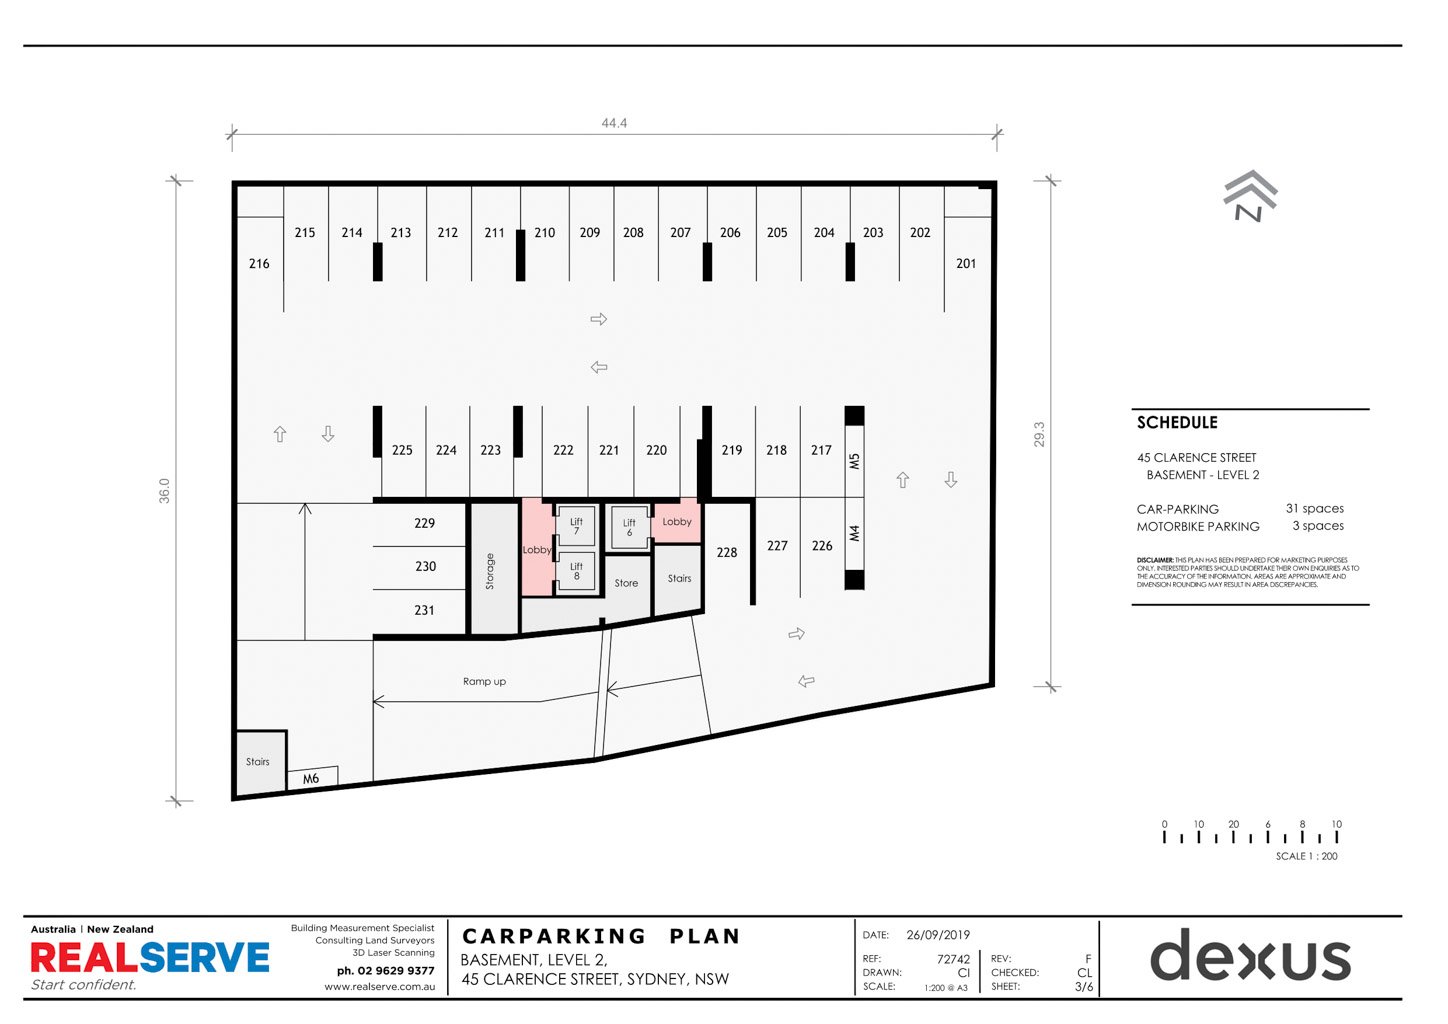 44.4
215 214 213 212 211 210 209 208 207 206 205 204 203 202
216 201
N
36.0
29.3
225 224 223 222 221 220 219 218 217
M5
229
230
231
Storage
Lobby
Lift
7
Lift
8
Lift
6
Lobby
Store
Stairs
228 227 226
M4
Ramp up
Stairs
M6
SCHEDULE
45 CLARENCE STREET
BASEMENT - LEVEL 2
CAR-PARKING 31 spaces
MOTORBIKE PARKING 3 spaces
DISCLAIMER: THIS PLAN HAS BEEN PREPARED FOR MARKETING PURPOSES
ONLY. INTERESTED PARTIES SHOULD UNDERTAKE THEIR OWN ENQUIRIES AS TO
THE ACCURACY OF THE INFORMATION. AREAS ARE APPROXIMATE AND
DIMENSION ROUNDING MAY RESULT IN AREA DISCREPANCIES.
0 10 20 6 8 10
SCALE 1 : 200
Australia | New Zealand
REALSERVE
Start confident.
Building Measurement Specialist
Consulting Land Surveyors
3D Laser Scanning
ph. 02 9629 9377
www.realserve.com.au
CARPARKING PLAN
BASEMENT, LEVEL 2,
45 CLARENCE STREET, SYDNEY, NSW
DATE: 26/09/2019
REF: 72742 REV: F
DRAWN: CI CHECKED: CL
SCALE: 1:200 @ A3 SHEET: 3/6
dexus